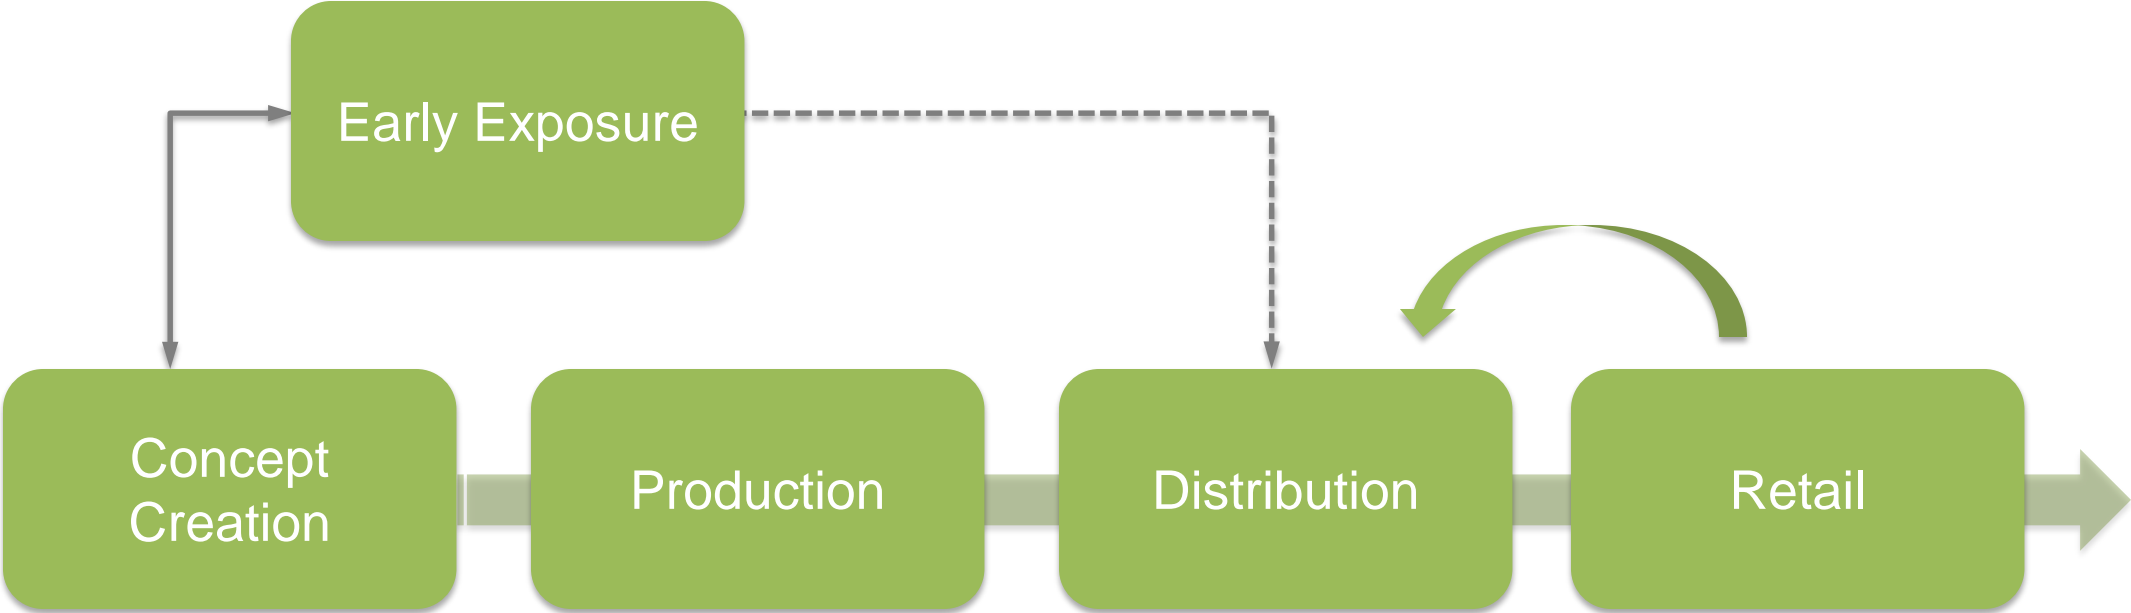 Early Exposure
Concept
Creation
Production
Distribution
Retail